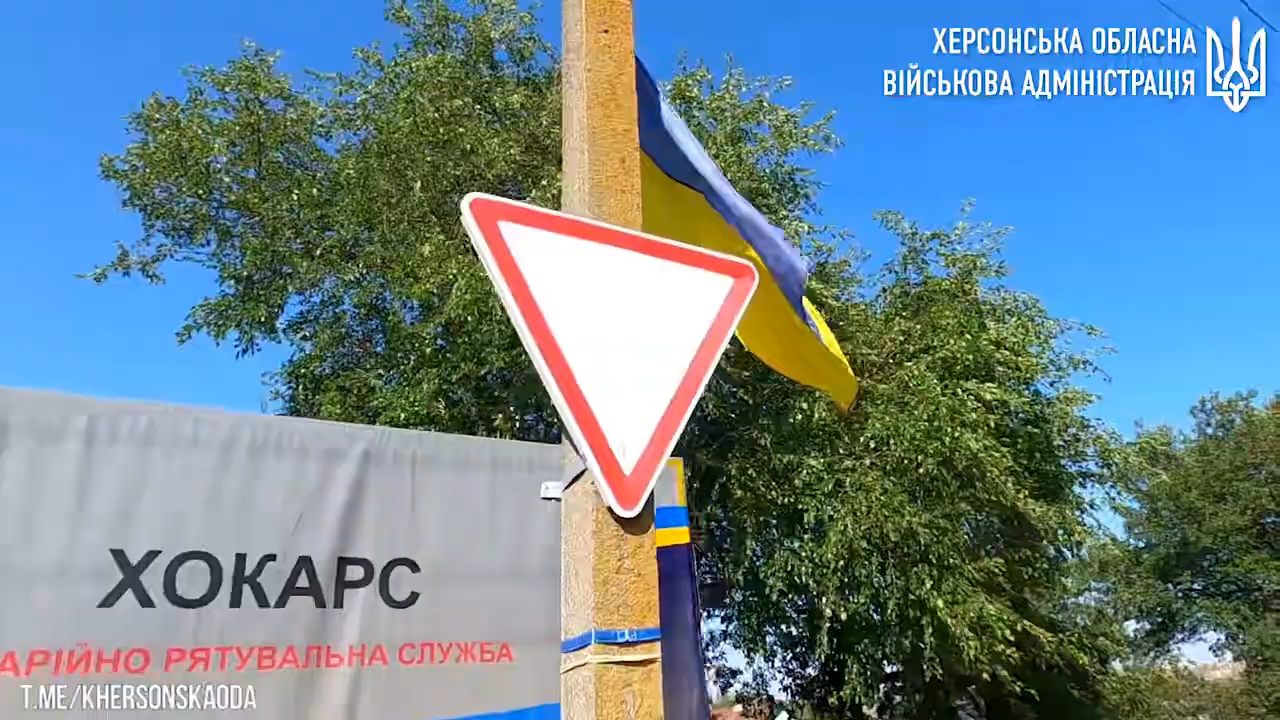 ХЕРСОНСЬКА ОБЛАСНА
ВІЙСЬКОВА АДМІНІСТРАЦІЯ
ХОКАРС
АРІЙНО РЯТУВАЛЬНА СЛУЖБА
T.ME/KHERSONSKAODA